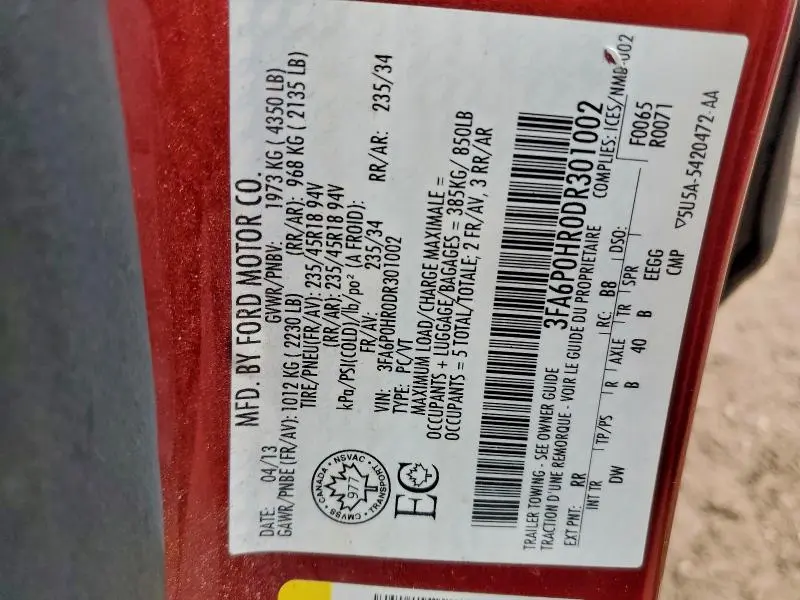 MFD. BY FORD MOTOR CO.
DATE: 04/13 GVWR/PNBV: 1973 KG ( 4350 LB)
GAWR/PNBE (FR/AV): 1012 KG ( 2230 LB) (RR/AR): 968 KG ( 2135 LB)
TIRE/PNEU(FR/AV): 235/45R18 94V
(RR/AR): 235/45R18 94V
kPa/PSI(COLD)/lb/po² (A FROID):
FR/AV: 235/34 RR/AR: 235/34
VIN: 3FA6P0HR0DR301002
TYPE: PC/VT
MAXIMUM LOAD/CHARGE MAXIMALE =
OCCUPANTS + LUGGAGE/BAGAGES = 385KG/ 850LB
OCCUPANTS = 5 TOTAL/TOTALE; 2 FR/AV, 3 RR/AR
CANADA • NSVAC • TRANSPORT • CMVSS
977
EC
3FA6P0HR0DR301002
TRAILER TOWING - SEE OWNER GUIDE COMPLIES: ICES/NMB-002
TRACTION D'UNE REMORQUE - VOIR LE GUIDE DU PROPRIETAIRE
EXT PNT: RR RC: B8 DSO: F0065
R0071
INT TR TP/PS R AXLE TR SPR
DW B 40 B EEGG
CMP
▽5U5A-5420472-AA